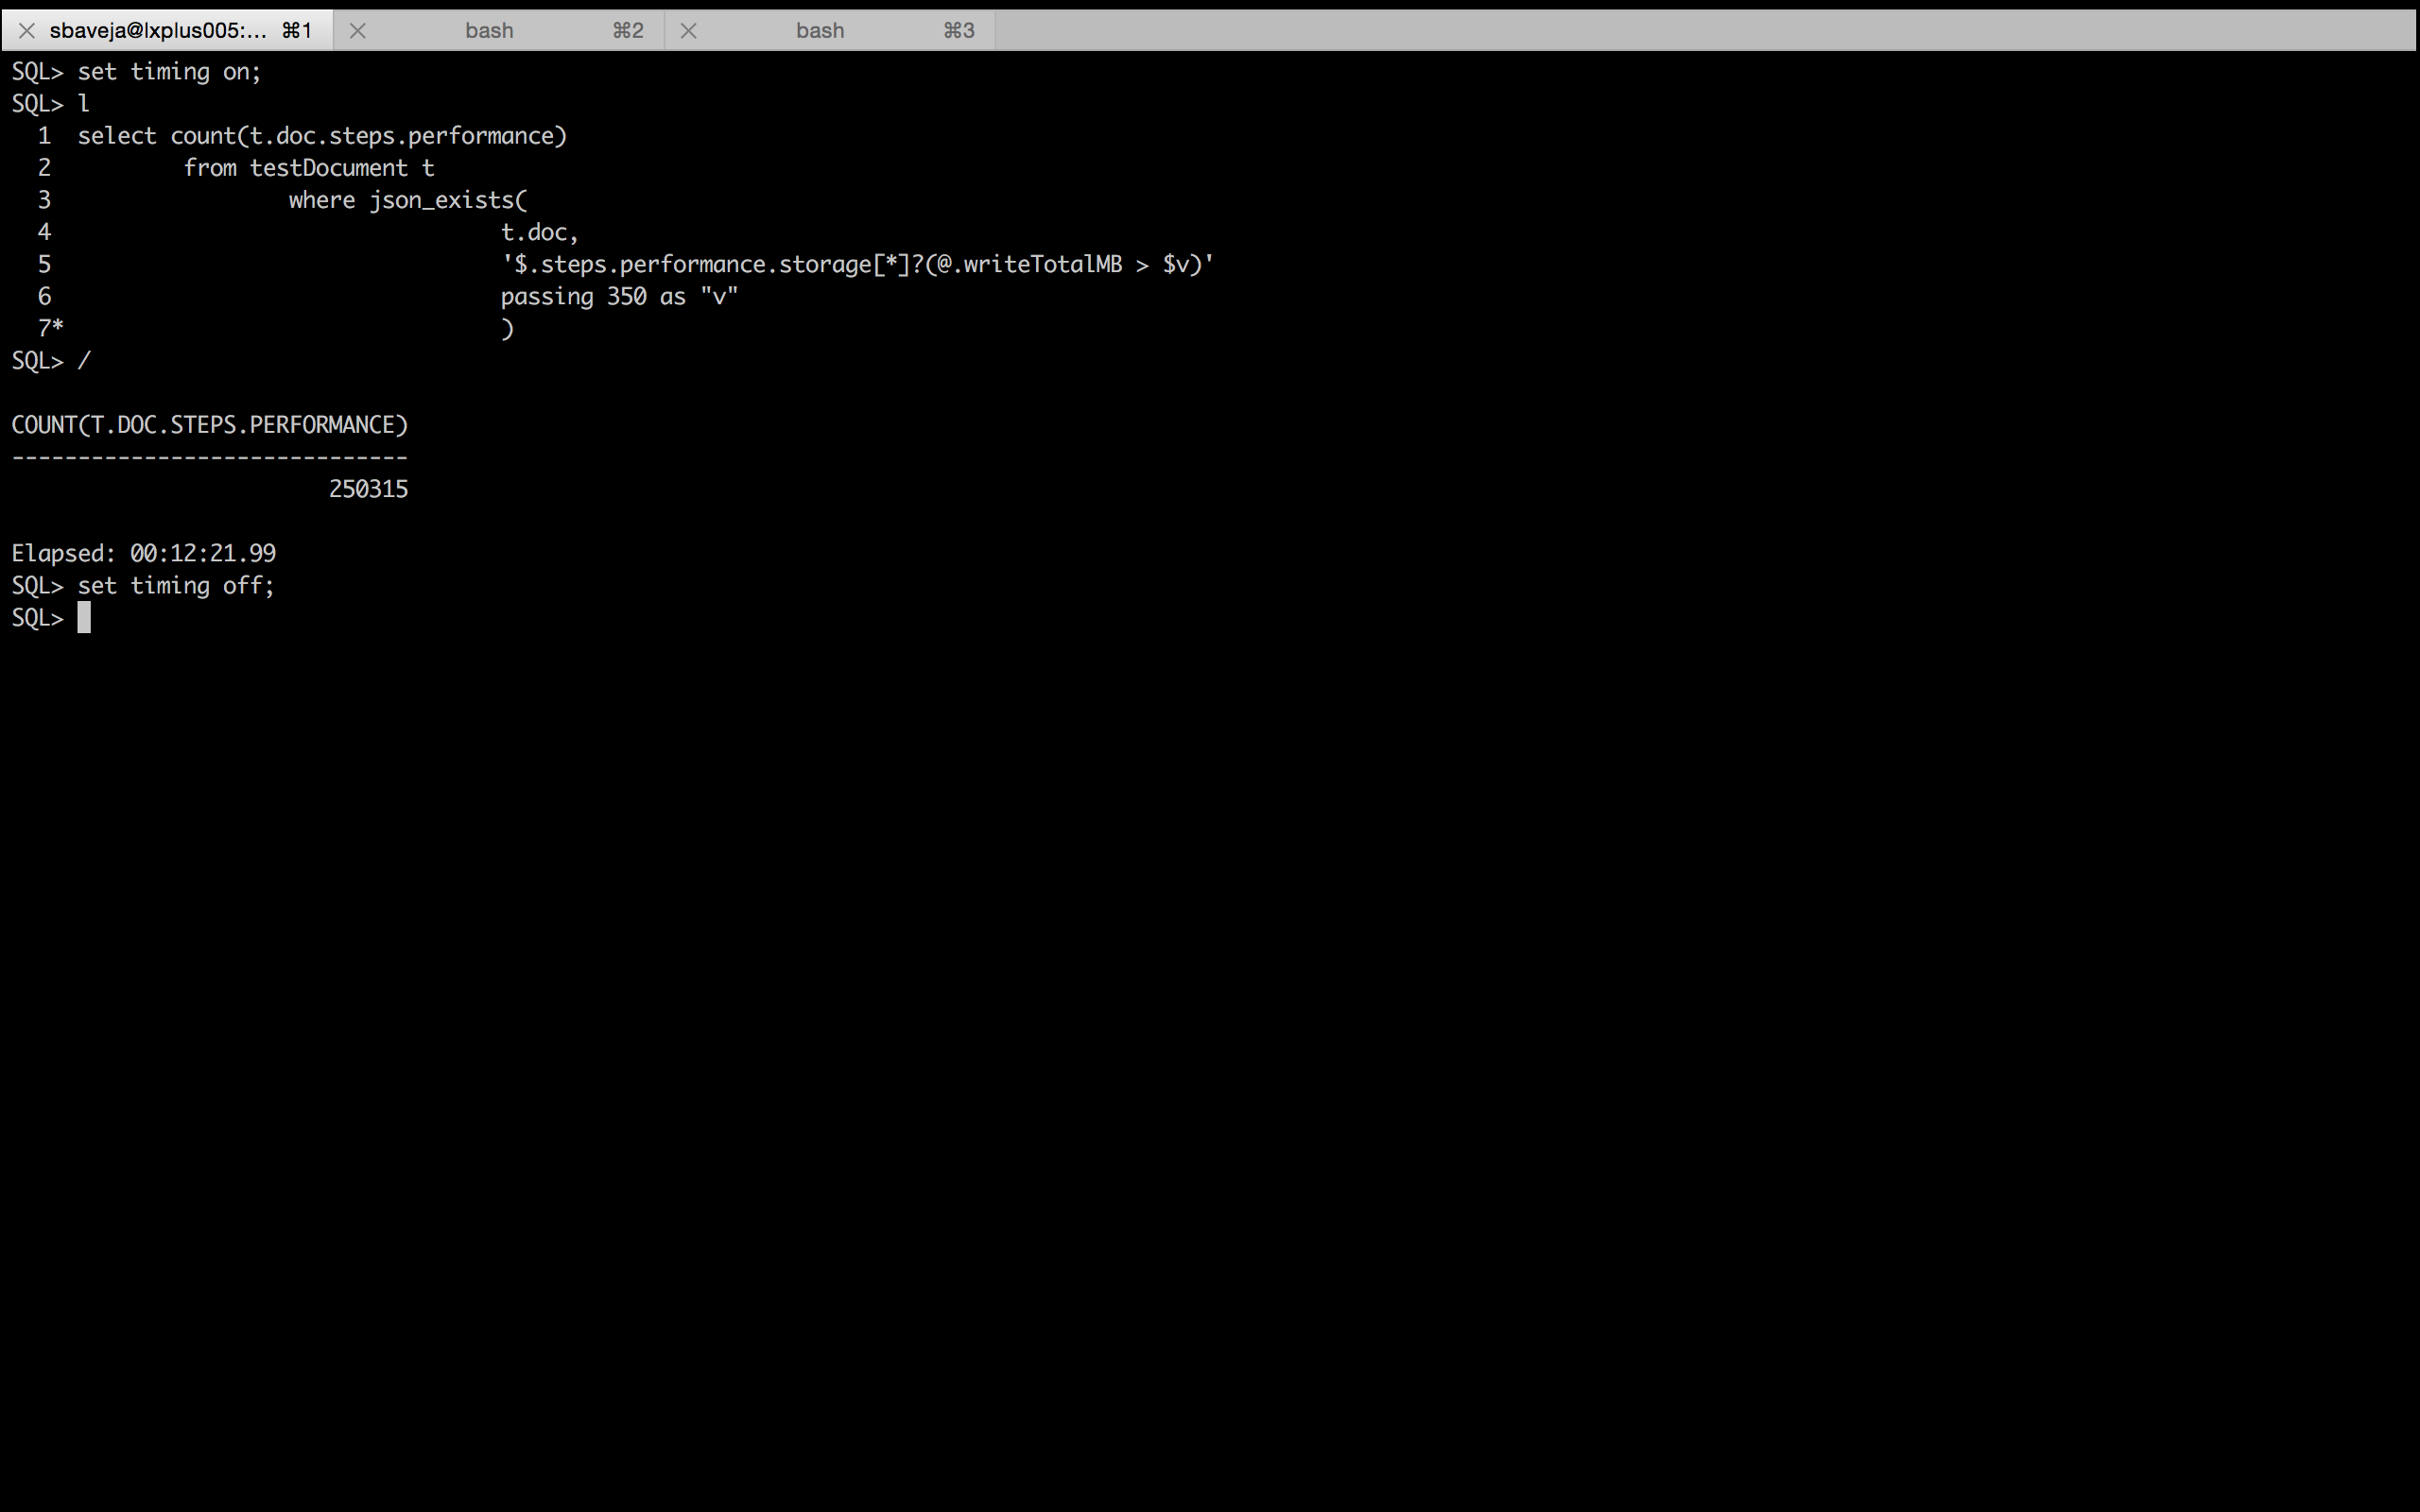 sbaveja@lxplus005:... ⌘1 bash ⌘2 bash ⌘3
SQL> set timing on;
SQL> l
  1  select count(t.doc.steps.performance)
  2          from testDocument t
  3                  where json_exists(
  4                                  t.doc,
  5                                  '$.steps.performance.storage[*]?(@.writeTotalMB > $v)'
  6                                  passing 350 as "v"
  7*                                 )
SQL> /
COUNT(T.DOC.STEPS.PERFORMANCE)
------------------------------
                        250315
Elapsed: 00:12:21.99
SQL> set timing off;
SQL>